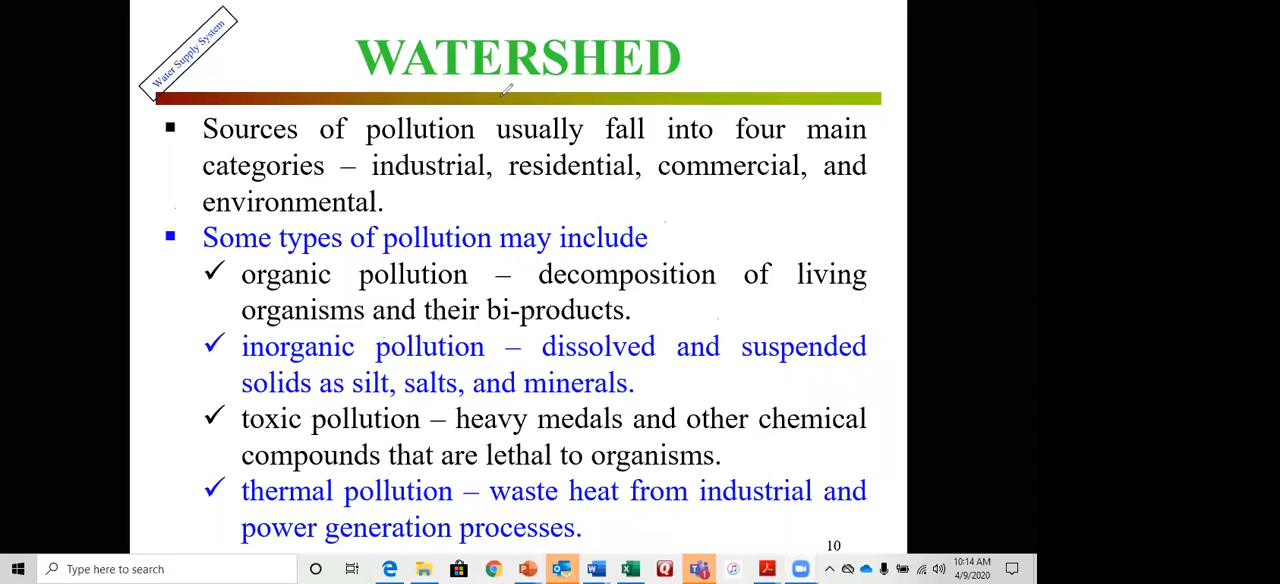 Water Supply System
WATERSHED
▪ Sources of pollution usually fall into four main
categories – industrial, residential, commercial, and
environmental.
▪ Some types of pollution may include
✓ organic pollution – decomposition of living
organisms and their bi-products.
✓ inorganic pollution – dissolved and suspended
solids as silt, salts, and minerals.
✓ toxic pollution – heavy medals and other chemical
compounds that are lethal to organisms.
✓ thermal pollution – waste heat from industrial and
power generation processes.
10
Type here to search
10:14 AM
4/9/2020